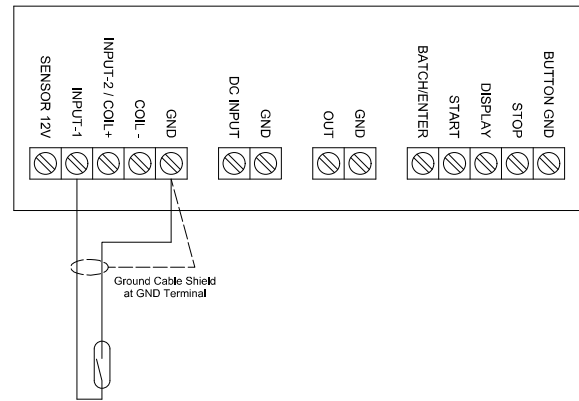 SENSOR 12V
INPUT-1
INPUT-2 / COIL+
COIL -
GND
DC INPUT
GND
OUT
GND
BATCH/ENTER
START
DISPLAY
STOP
BUTTON GND
Ground Cable Shield
at GND Terminal